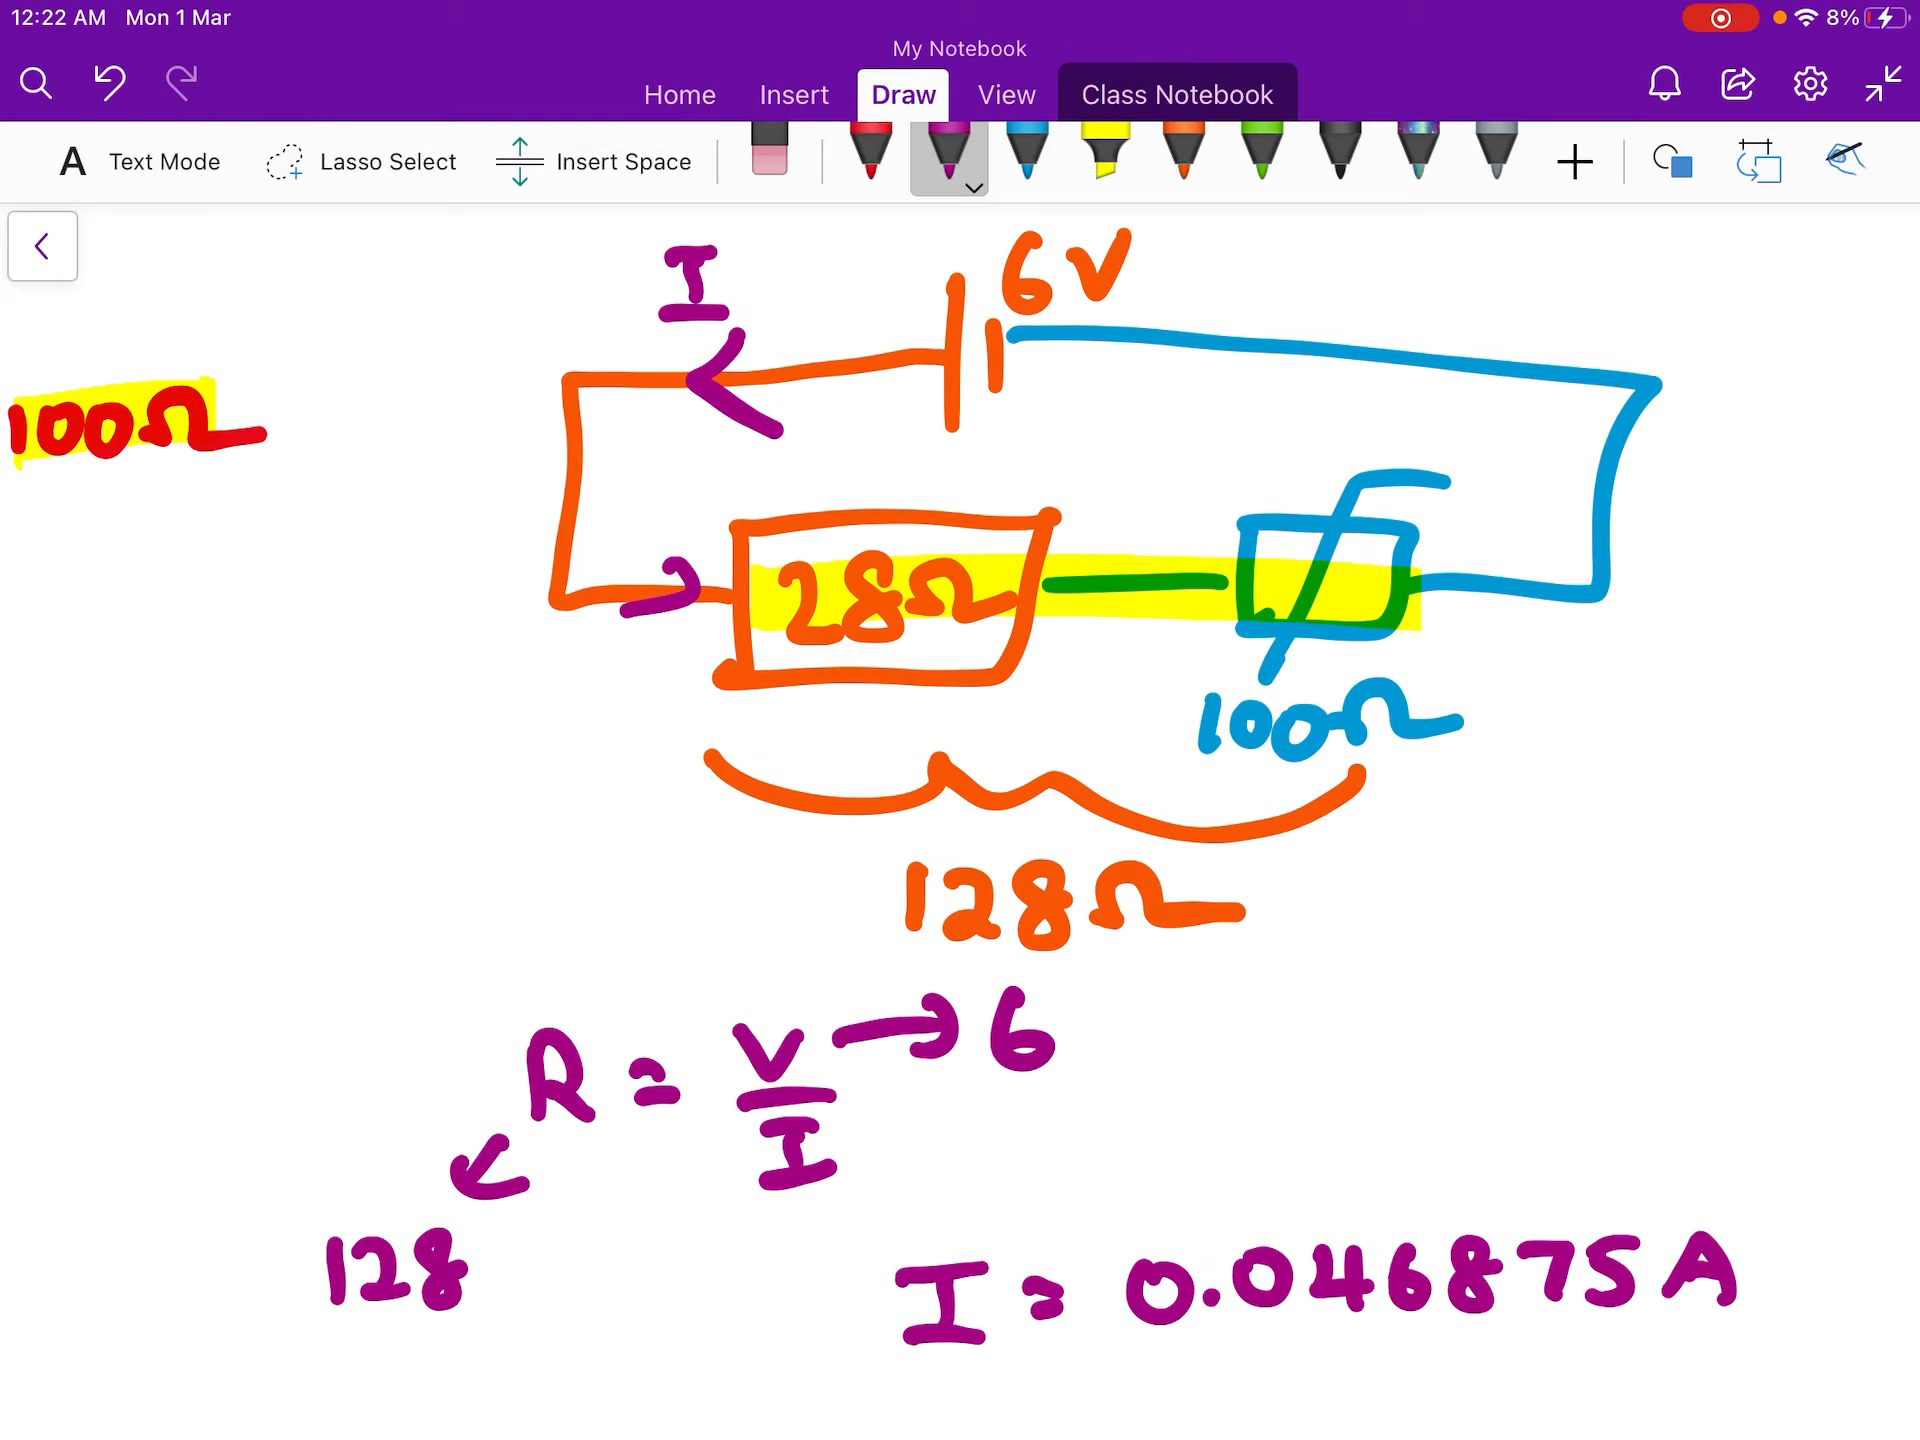 12:22 AM Mon 1 Mar
8%
My Notebook
Home Insert Draw View Class Notebook
A Text Mode Lasso Select Insert Space
I
6V
100Ω
28Ω
100Ω
128Ω
R = V/I → 6
128
I = 0.046875 A